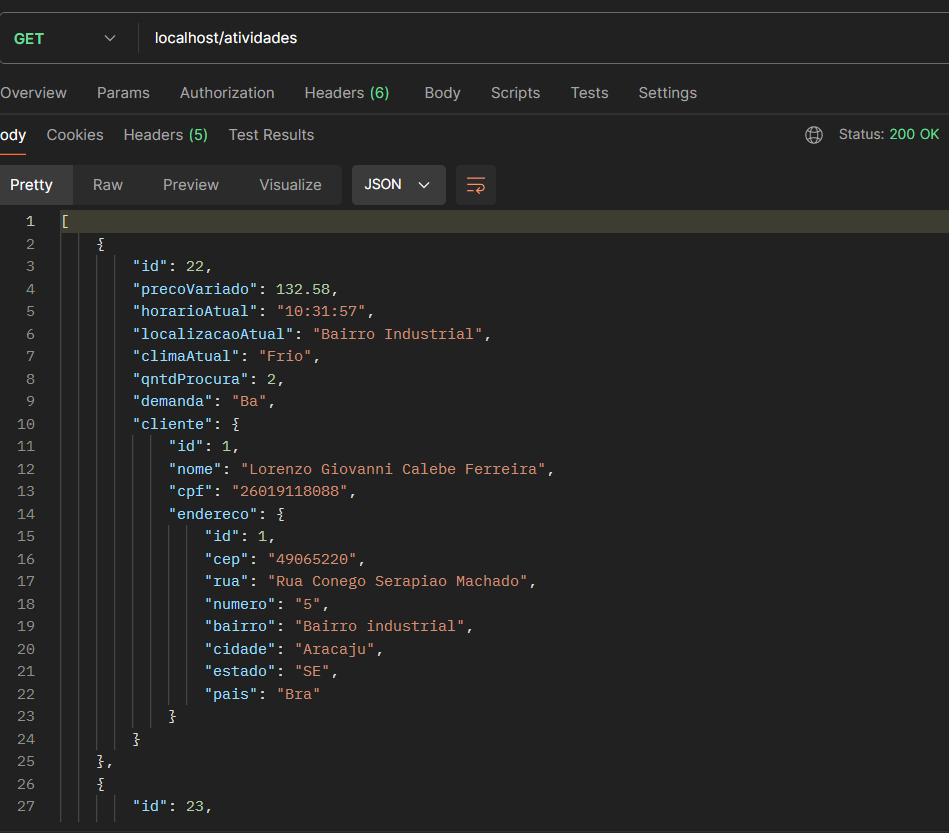 GET localhost/atividades
Overview Params Authorization Headers (6) Body Scripts Tests Settings
ody Cookies Headers (5) Test Results Status: 200 OK
Pretty Raw Preview Visualize JSON
1 [
2 {
3 "id": 22,
4 "precoVariado": 132.58,
5 "horarioAtual": "10:31:57",
6 "localizacaoAtual": "Bairro Industrial",
7 "climaAtual": "Frio",
8 "qntdProcura": 2,
9 "demanda": "Ba",
10 "cliente": {
11 "id": 1,
12 "nome": "Lorenzo Giovanni Calebe Ferreira",
13 "cpf": "26019118088",
14 "endereco": {
15 "id": 1,
16 "cep": "49065220",
17 "rua": "Rua Conego Serapiao Machado",
18 "numero": "5",
19 "bairro": "Bairro industrial",
20 "cidade": "Aracaju",
21 "estado": "SE",
22 "pais": "Bra"
23 }
24 }
25 },
26 {
27 "id": 23,